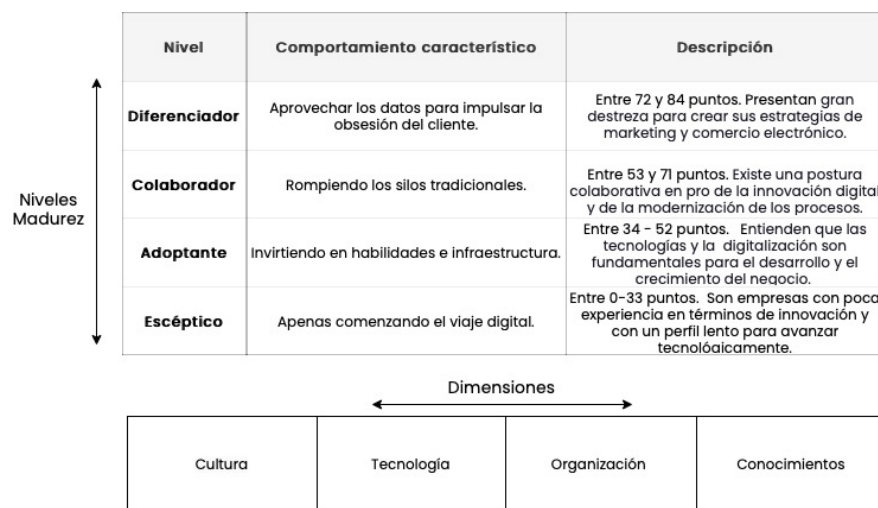 Nivel
Comportamiento característico
Descripción
Niveles
Madurez
Diferenciador
Aprovechar los datos para impulsar la
obsesión del cliente.
Entre 72 y 84 puntos. Presentan gran
destreza para crear sus estrategias de
marketing y comercio electrónico.
Colaborador
Rompiendo los silos tradicionales.
Entre 53 y 71 puntos. Existe una postura
colaborativa en pro de la innovación digital
y de la modernización de los procesos.
Adoptante
Invirtiendo en habilidades e infraestructura.
Entre 34 - 52 puntos. Entienden que las
tecnologías y la digitalización son
fundamentales para el desarrollo y el
crecimiento del negocio.
Escéptico
Apenas comenzando el viaje digital.
Entre 0-33 puntos. Son empresas con poca
experiencia en términos de innovación y
con un perfil lento para avanzar
tecnológicamente.
Dimensiones
Cultura
Tecnología
Organización
Conocimientos